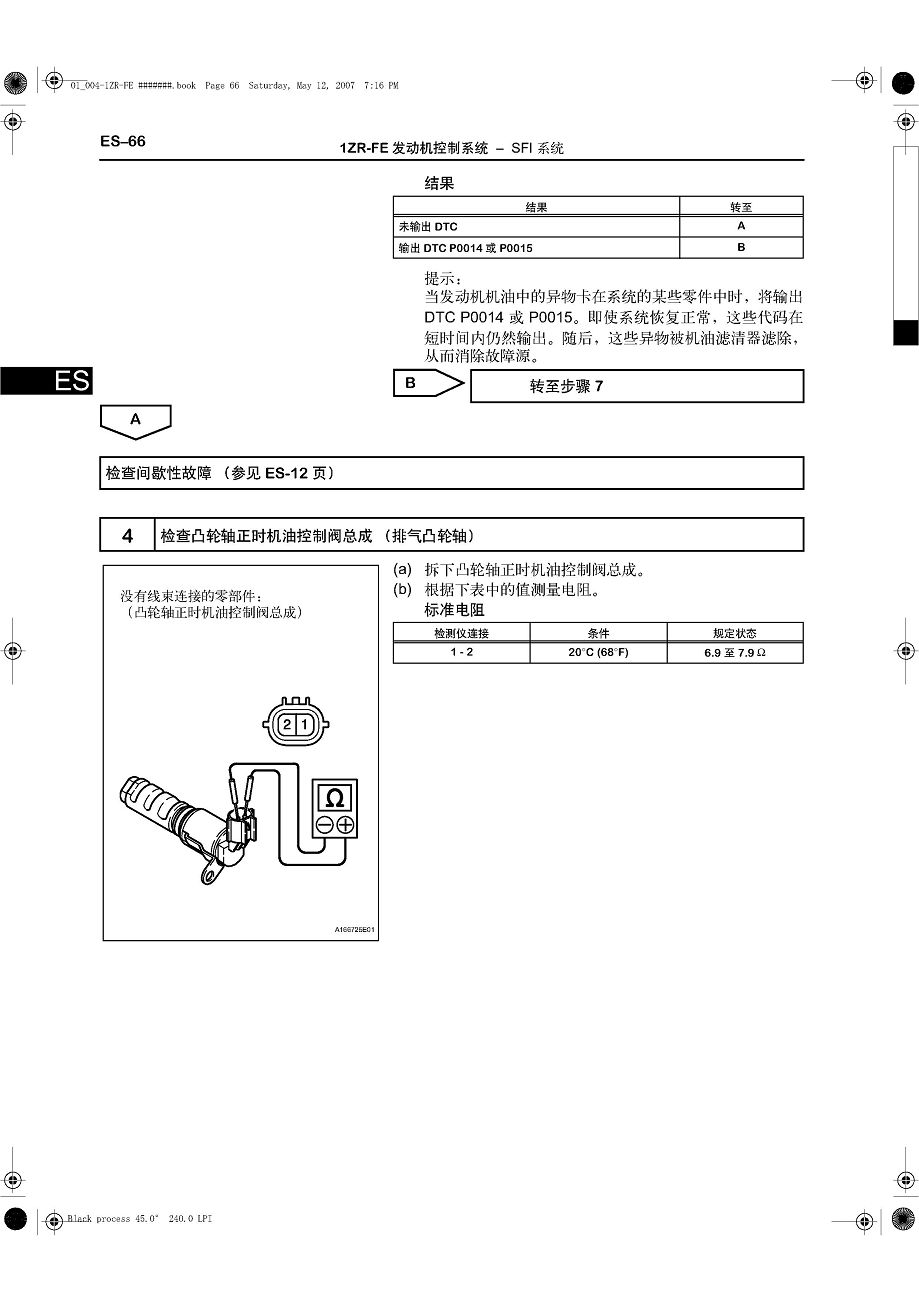 01_004-1ZR-FE #######.book Page 66 Saturday, May 12, 2007 7:16 PM
ES–66
1ZR-FE 发动机控制系统 – SFI 系统
结果
结果 转至
未输出 DTC A
输出 DTC P0014 或 P0015 B
提示：
当发动机机油中的异物卡在系统的某些零件中时，将输出
DTC P0014 或 P0015。即使系统恢复正常，这些代码在
短时间内仍然输出。随后，这些异物被机油滤清器滤除，
从而消除故障源。
ES
B 转至步骤 7
A
检查间歇性故障 （参见 ES-12 页）
4 检查凸轮轴正时机油控制阀总成 （排气凸轮轴）
没有线束连接的零部件：
（凸轮轴正时机油控制阀总成）
2 1
Ω
− +
A166725E01
(a) 拆下凸轮轴正时机油控制阀总成。
(b) 根据下表中的值测量电阻。
标准电阻
检测仪连接 条件 规定状态
1 - 2 20°C (68°F) 6.9 至 7.9 Ω
Black process 45.0° 240.0 LPI